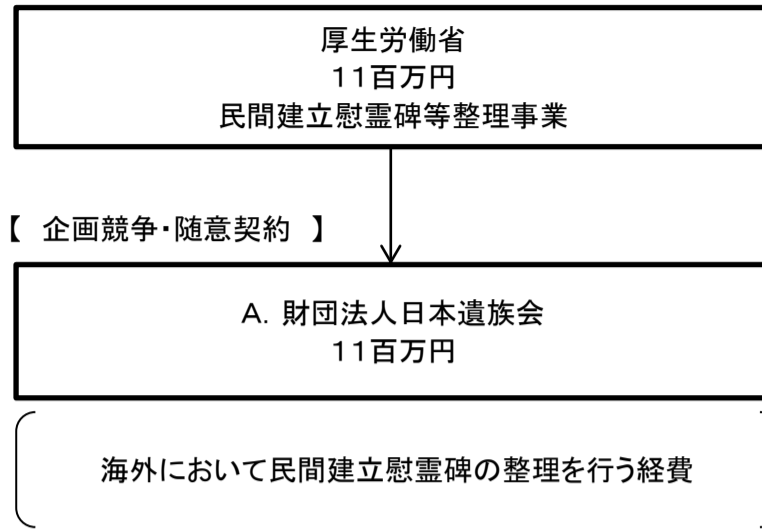 厚生労働省
11百万円
民間建立慰霊碑等整理事業
【　企画競争・随意契約　】
A. 財団法人日本遺族会
11百万円
海外において民間建立慰霊碑の整理を行う経費